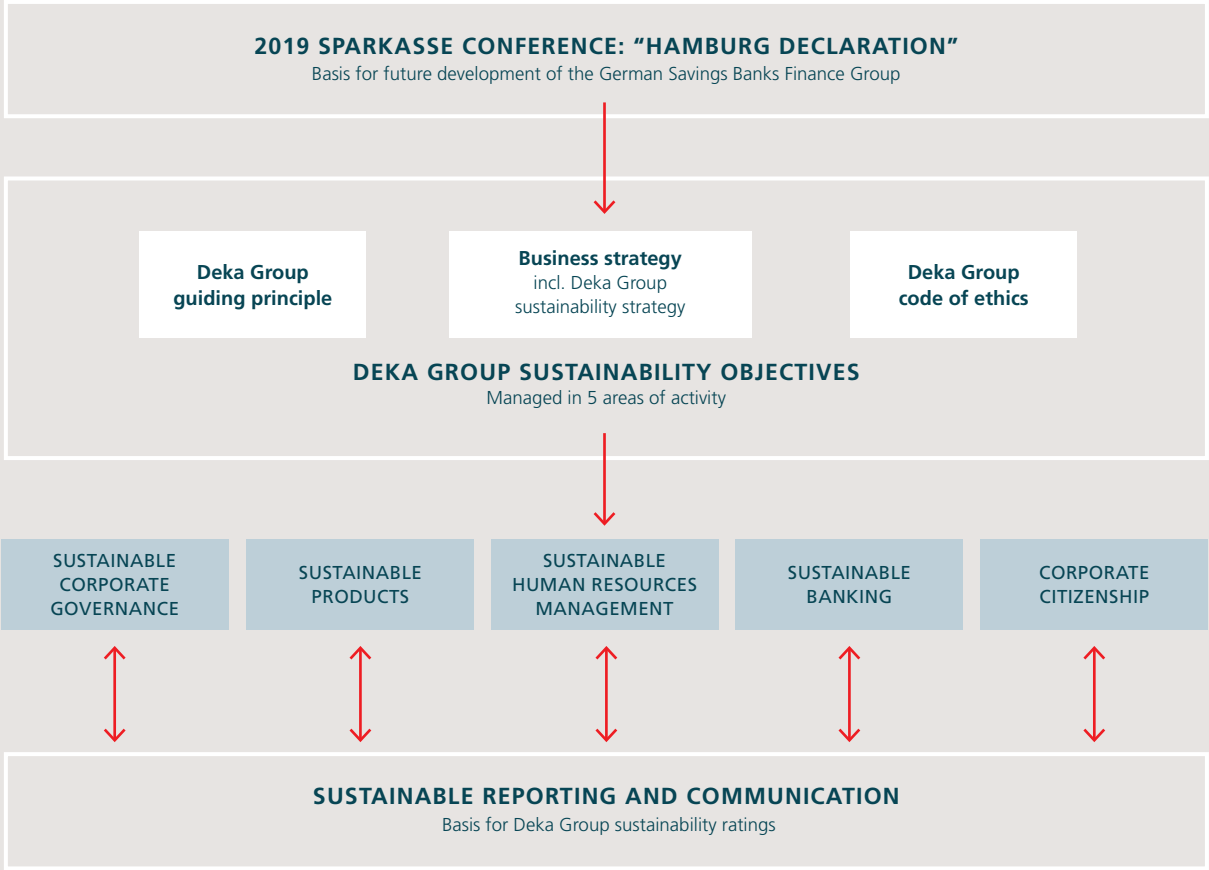 2019 SPARKASSE CONFERENCE: “HAMBURG DECLARATION”
Basis for future development of the German Savings Banks Finance Group
Deka Group
guiding principle
Business strategy
incl. Deka Group
sustainability strategy
Deka Group
code of ethics
DEKA GROUP SUSTAINABILITY OBJECTIVES
Managed in 5 areas of activity
SUSTAINABLE
CORPORATE
GOVERNANCE
SUSTAINABLE
PRODUCTS
SUSTAINABLE
HUMAN RESOURCES
MANAGEMENT
SUSTAINABLE
BANKING
CORPORATE
CITIZENSHIP
SUSTAINABLE REPORTING AND COMMUNICATION
Basis for Deka Group sustainability ratings